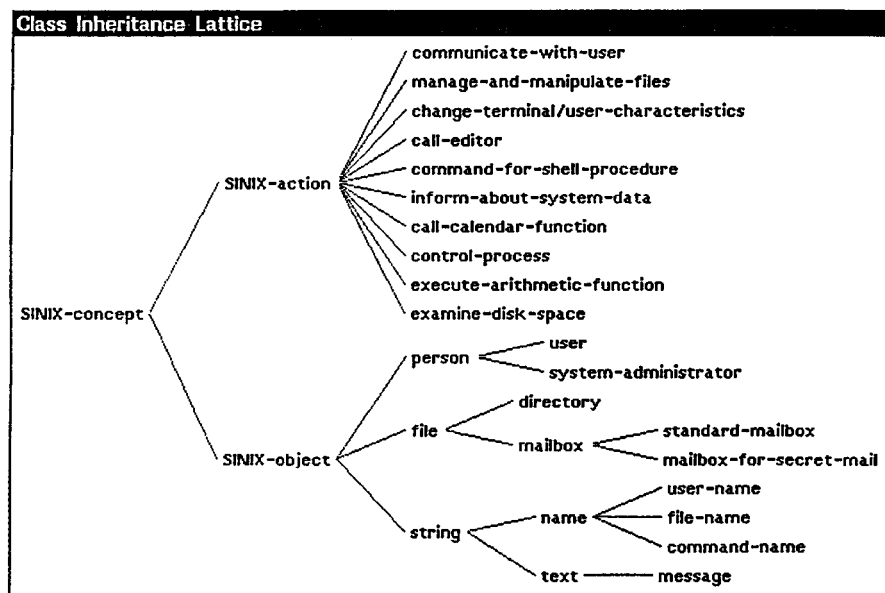 Class Inheritance Lattice
communicate-with-user
manage-and-manipulate-files
change-terminal/user-characteristics
call-editor
command-for-shell-procedure
SINIX-action
inform-about-system-data
call-calendar-function
control-process
execute-arithmetic-function
SINIX-concept
examine-disk-space
user
person
system-administrator
directory
file
standard-mailbox
mailbox
SINIX-object
mailbox-for-secret-mail
user-name
name
file-name
string
command-name
text
message